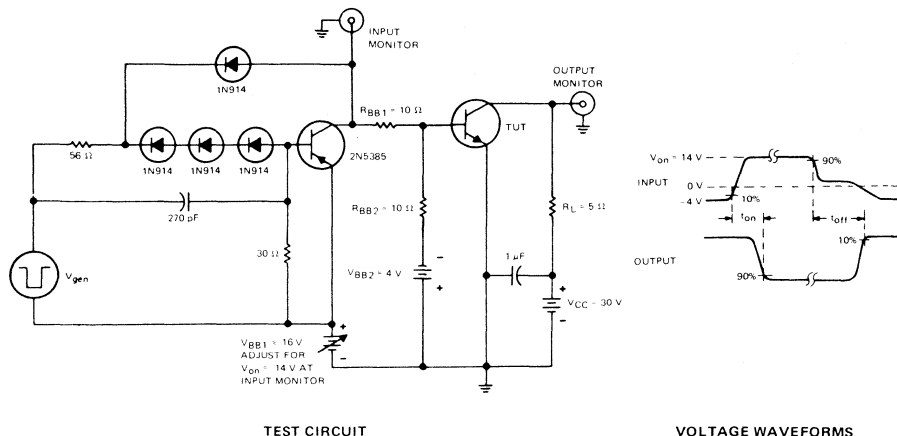 INPUT
MONITOR
OUTPUT
MONITOR
1N914
RBB1 = 10 Ω
TUT
56 Ω
1N914
1N914
1N914
2N5385
270 pF
RBB2 = 10 Ω
RL = 5 Ω
30 Ω
Vgen
VBB2 = 4 V
-
+
1 µF
+
VCC = 30 V
-
VBB1 = 16 V
ADJUST FOR
Von = 14 V AT
INPUT MONITOR
+
-
Von = 14 V
90%
INPUT
0 V
-4 V
10%
ton
toff
10%
OUTPUT
90%
TEST CIRCUIT
VOLTAGE WAVEFORMS